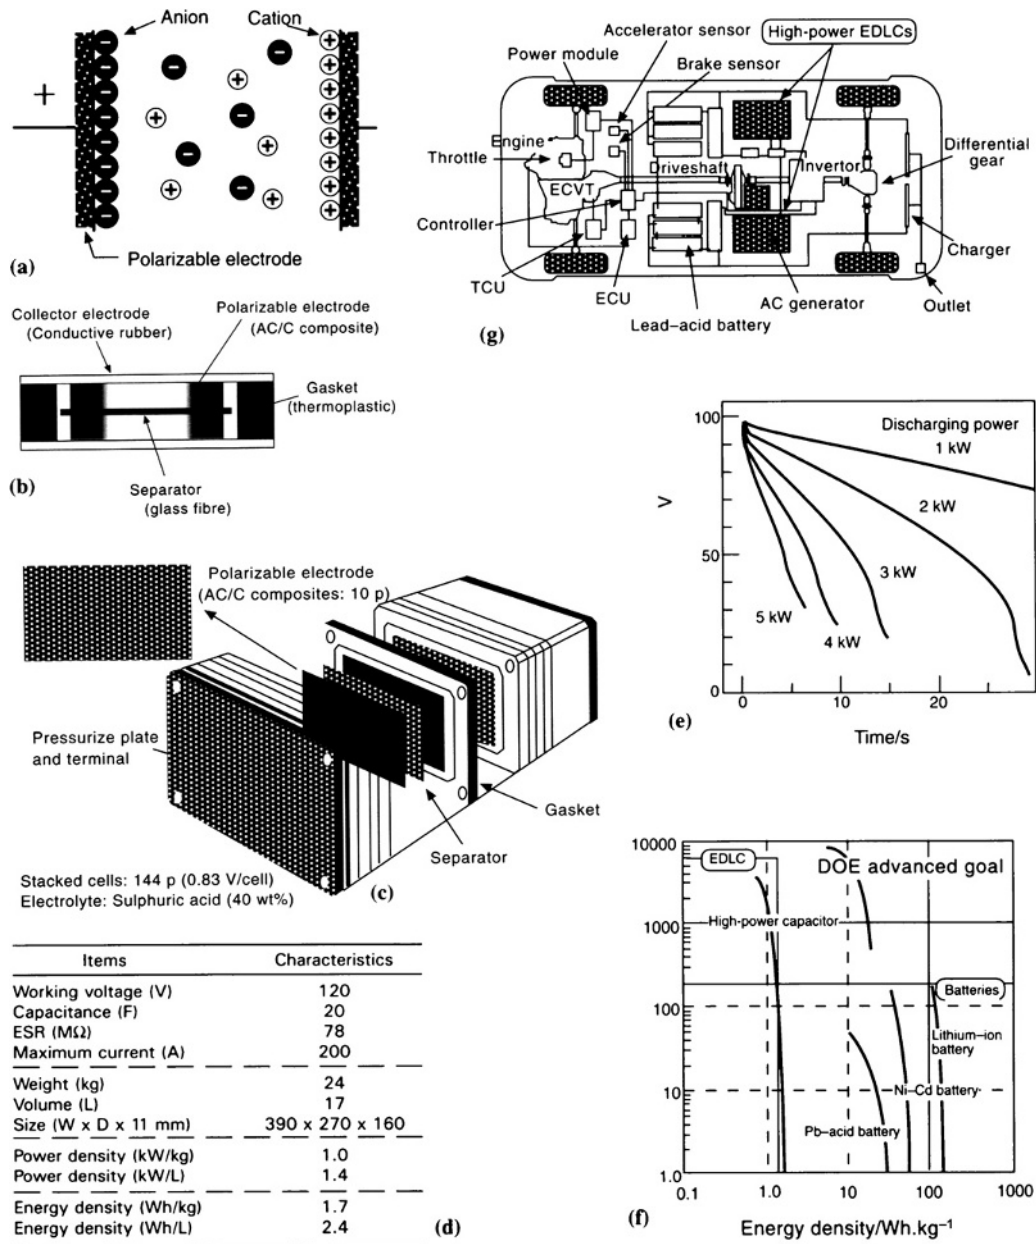 Anion
Cation
+
Polarizable electrode
(a)
Collector electrode
(Conductive rubber)
Polarizable electrode
(AC/C composite)
Gasket
(thermoplastic)
Separator
(glass fibre)
(b)
Polarizable electrode
(AC/C composites: 10 p)
Pressurize plate
and terminal
Gasket
Separator
Stacked cells: 144 p (0.83 V/cell)
Electrolyte: Sulphuric acid (40 wt%)
(c)
Items Characteristics
Working voltage (V) 120
Capacitance (F) 20
ESR (MΩ) 78
Maximum current (A) 200
Weight (kg) 24
Volume (L) 17
Size (W x D x 11 mm) 390 x 270 x 160
Power density (kW/kg) 1.0
Power density (kW/L) 1.4
Energy density (Wh/kg) 1.7
Energy density (Wh/L) 2.4
(d)
Accelerator sensor
High-power EDLCs
Power module
Brake sensor
Engine
Throttle
Driveshaft
Invertor
Differential
gear
ECVT
Controller
Charger
TCU
ECU
AC generator
Outlet
Lead–acid battery
(g)
100
Discharging power
1 kW
V
2 kW
50
3 kW
5 kW
4 kW
0
0
20
(e)
Time/s
10000
EDLC
DOE advanced goal
High-power capacitor
1000
Batteries
100
Lithium–ion
battery
10
Ni–Cd battery
Pb–acid battery
1.0
0.1 1.0 10 100 1000
(f)
Energy density/Wh.kg⁻¹